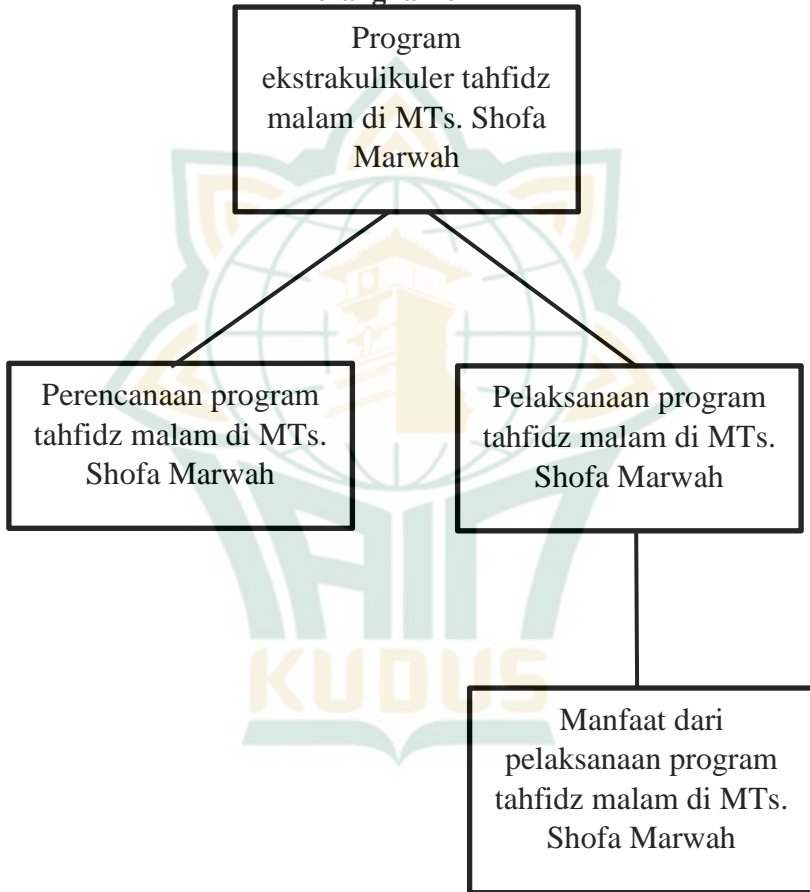 Program
ekstrakulikuler tahfidz
malam di MTs. Shofa
Marwah
Perencanaan program
tahfidz malam di MTs.
Shofa Marwah
Pelaksanaan program
tahfidz malam di MTs.
Shofa Marwah
IAIN
KUDUS
Manfaat dari
pelaksanaan program
tahfidz malam di MTs.
Shofa Marwah